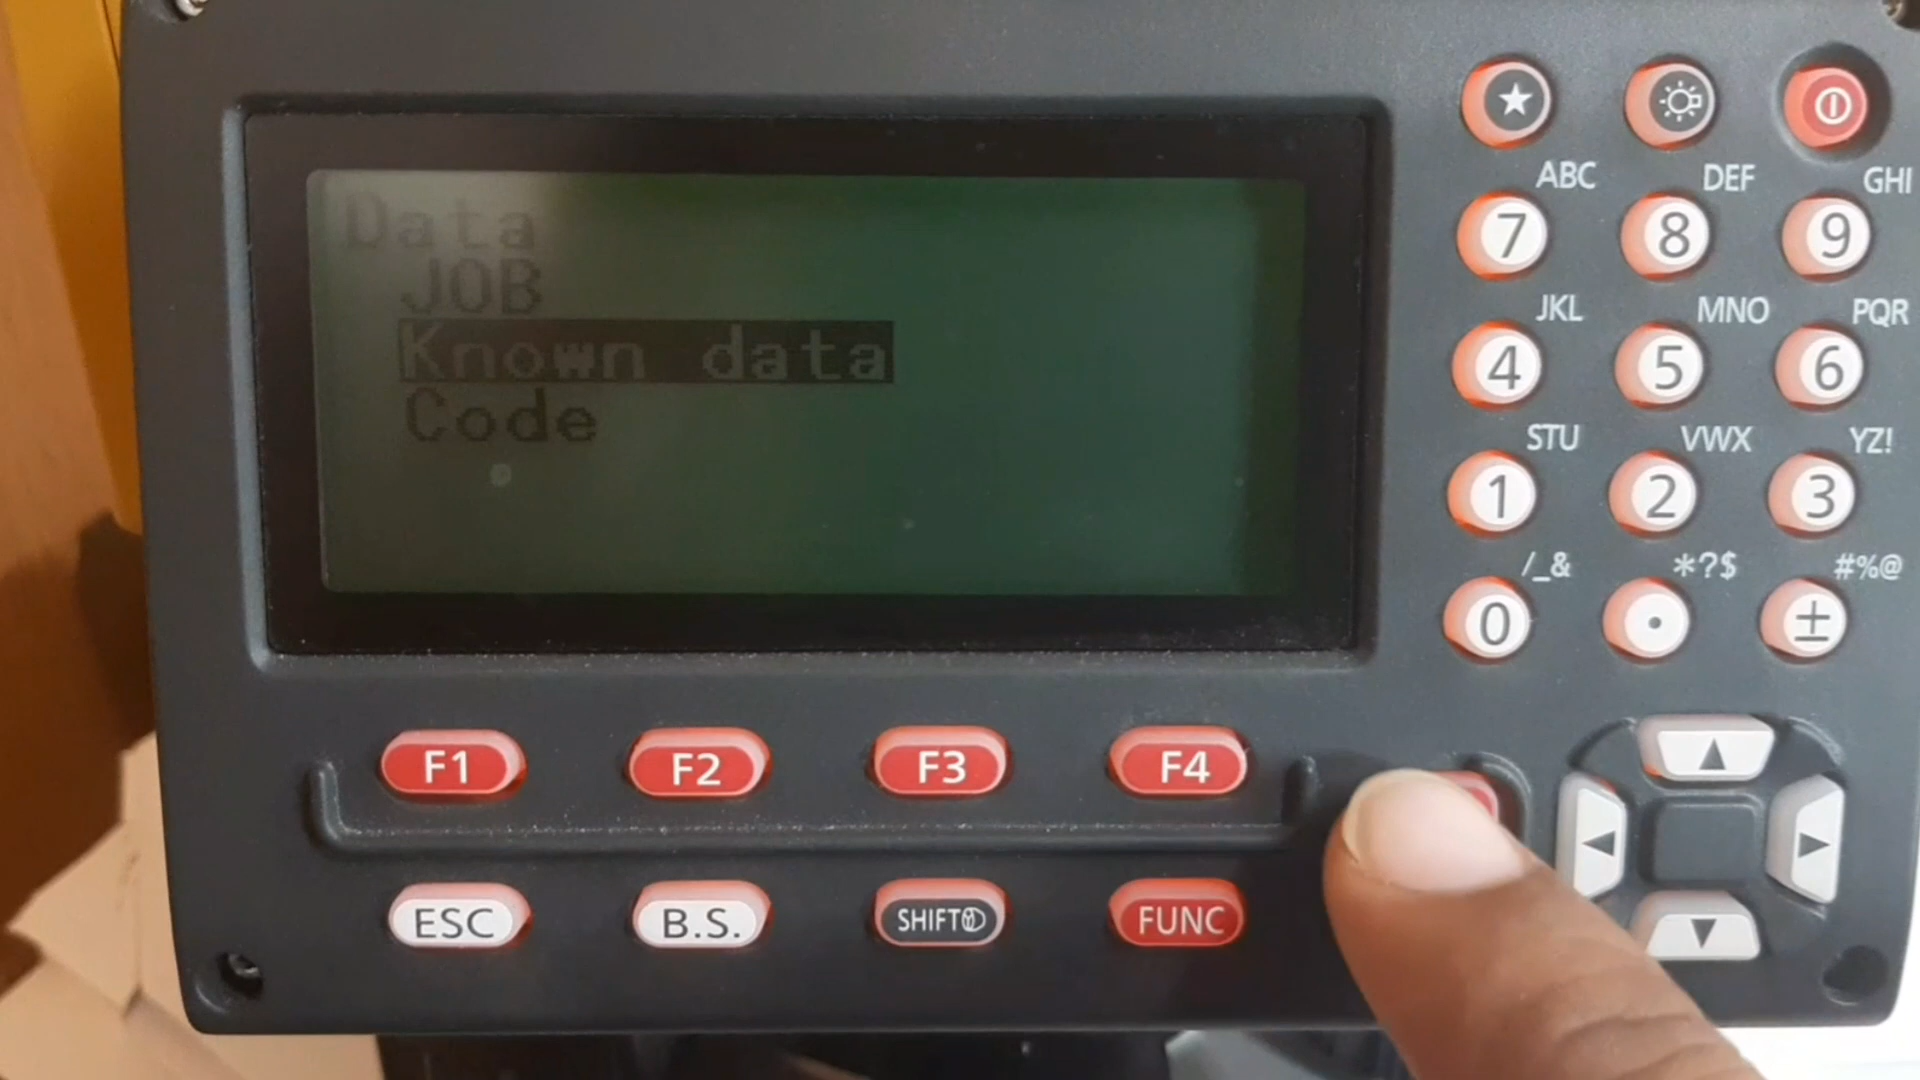 Data
JOB
Known data
Code
★
ABC DEF GHI
7 8 9
JKL MNO PQR
4 5 6
STU VWX YZ!
1 2 3
/_& *?$ #%@
0 • ±
F1 F2 F3 F4
▲
◀ ▶
ESC B.S. SHIFT FUNC
▼